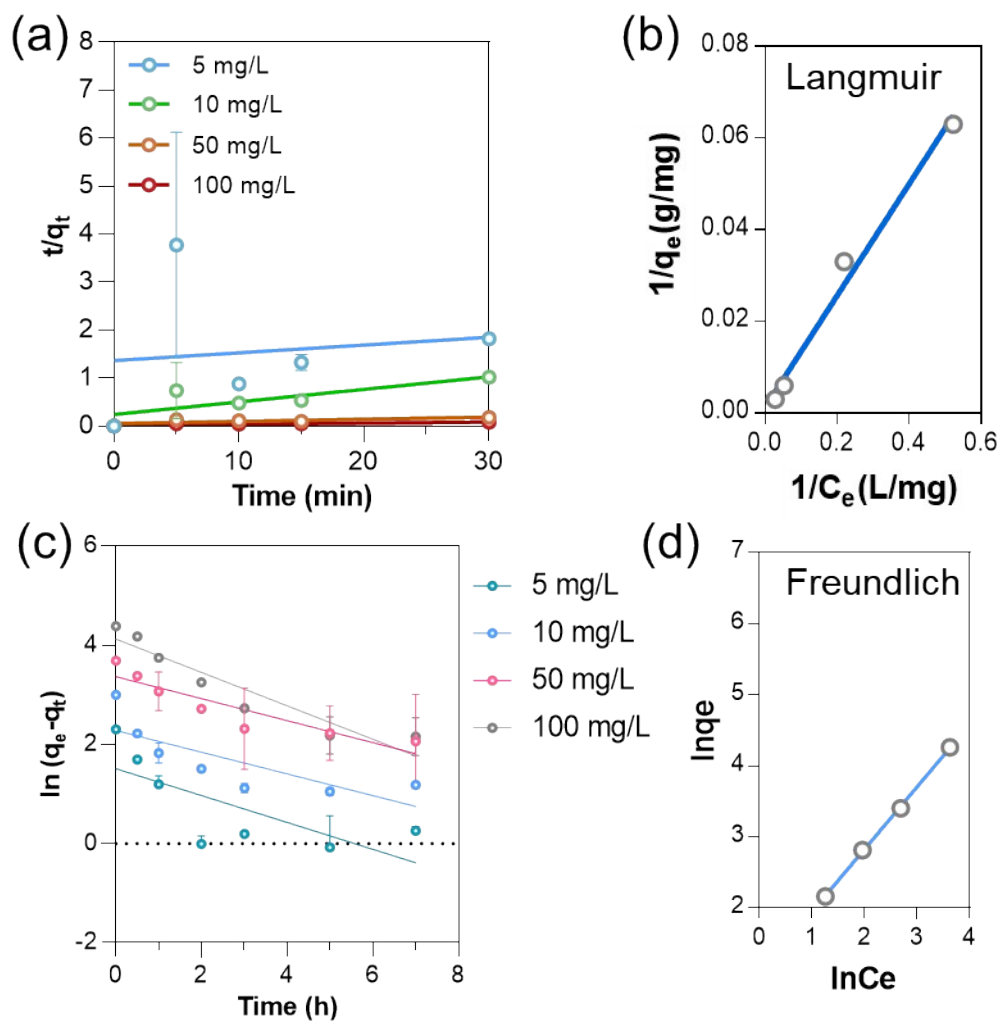 (a)
8
7
6
5
4
3
2
1
0
t/qt
5 mg/L
10 mg/L
50 mg/L
100 mg/L
0
10
20
30
Time (min)
(b)
0.08
0.06
0.04
0.02
0.00
1/qe (g/mg)
Langmuir
0.0
0.2
0.4
0.6
1/Ce (L/mg)
(c)
6
4
2
0
-2
ln (qe-qt)
0
2
4
6
8
Time (h)
5 mg/L
10 mg/L
50 mg/L
100 mg/L
(d)
7
6
5
4
3
2
lnqe
Freundlich
0
1
2
3
4
lnCe